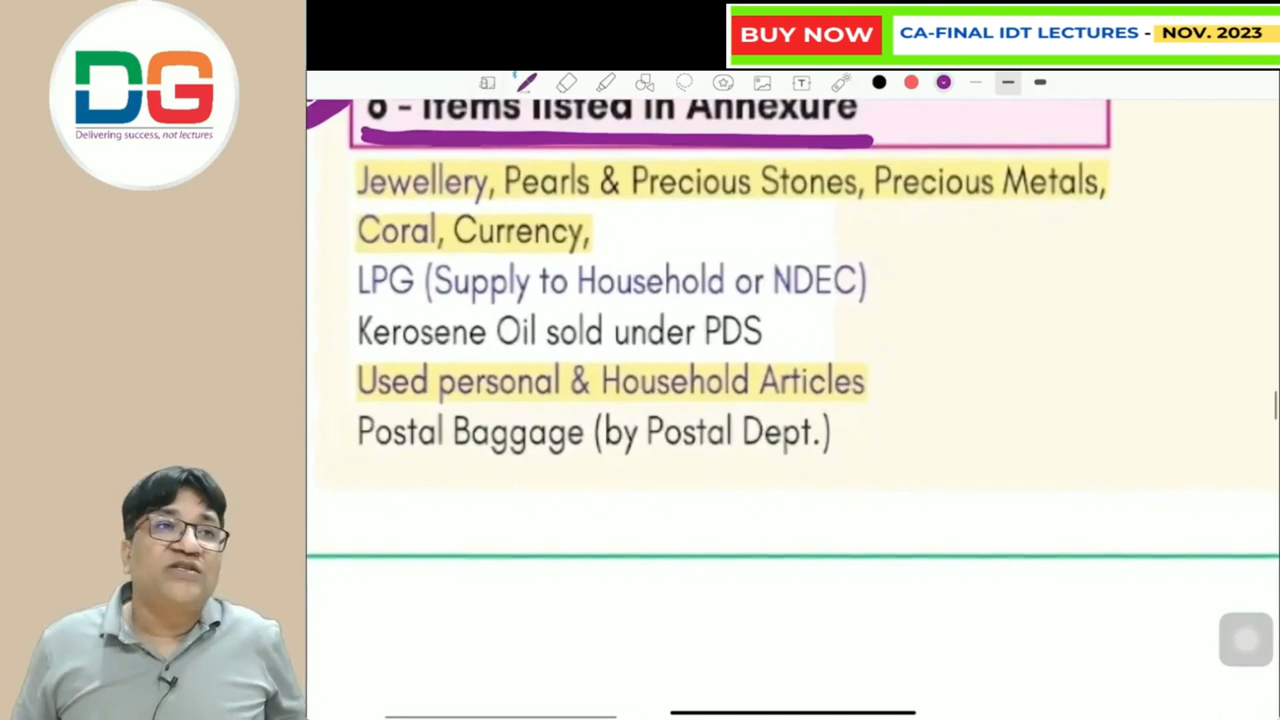 DG
Delivering success, not lectures
BUY NOW
CA-FINAL IDT LECTURES - NOV. 2023
T
8 - Items listed in Annexure
Jewellery, Pearls & Precious Stones, Precious Metals,
Coral, Currency,
LPG (Supply to Household or NDEC)
Kerosene Oil sold under PDS
Used personal & Household Articles
Postal Baggage (by Postal Dept.)